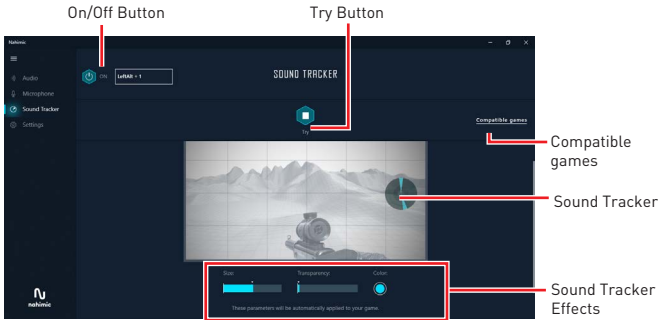 On/Off Button
Try Button
Nahimic
ON
LeftAlt + 1
SOUND TRACKER
Audio
Microphone
Sound Tracker
Settings
Try
Compatible games
Compatible
games
Sound Tracker
Size:
Transparency:
Color:
These parameters will be automatically applied to your game.
Sound Tracker
Effects
nahimic